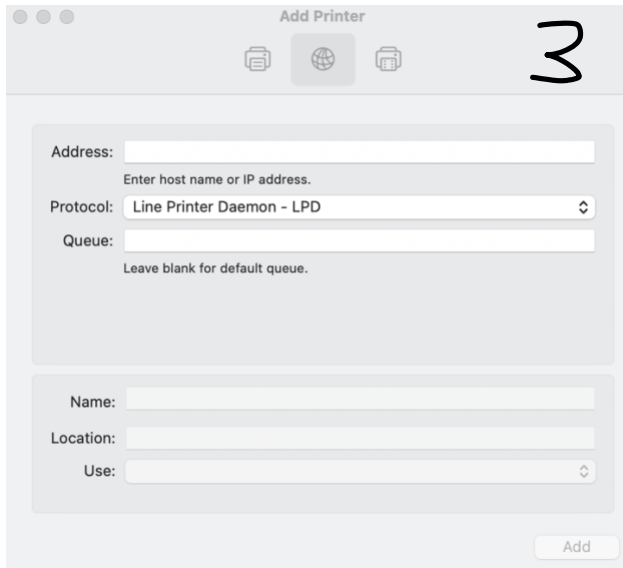 Add Printer
3
Address:
Enter host name or IP address.
Protocol: Line Printer Daemon - LPD
Queue:
Leave blank for default queue.
Name:
Location:
Use:
Add